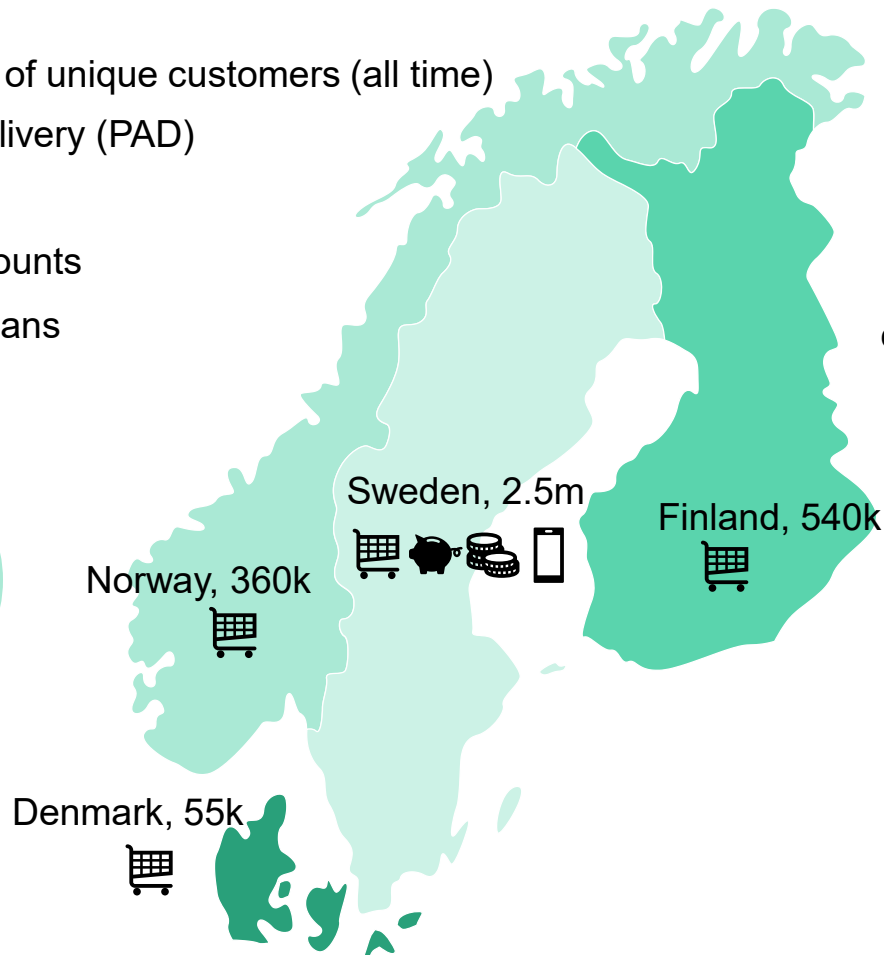 of unique customers (all time)
livery (PAD)
ounts
ans
Sweden, 2.5m
Finland, 540k
Norway, 360k
Denmark, 55k